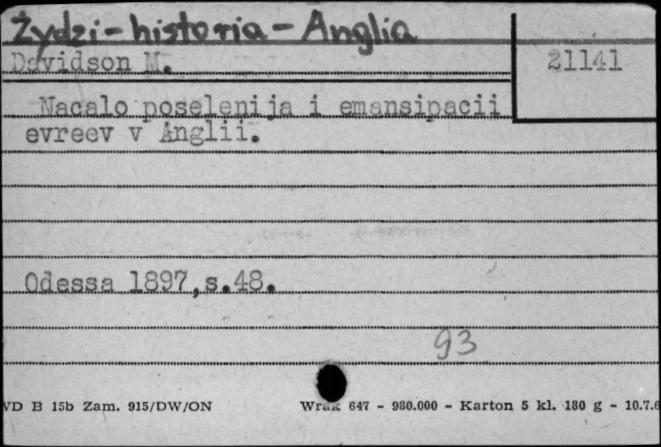 Żydzi - historia - Anglia
Davidson M.
21141
Nacalo poselenija i emansipacii
evreev v Anglii.
Odessa 1897,s.48.
93
VD B 15b Zam. 915/DW/ON
Wrak 647 - 980.000 - Karton 5 kl. 180 g - 10.7.6